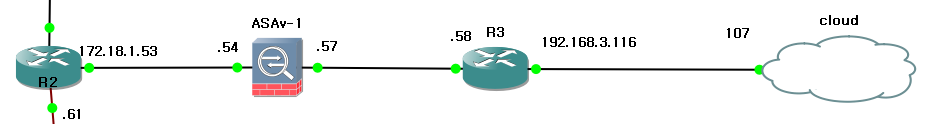 cloud
ASAv-1
R3
107
.58
192.168.3.116
172.18.1.53
.54
.57
R2
.61